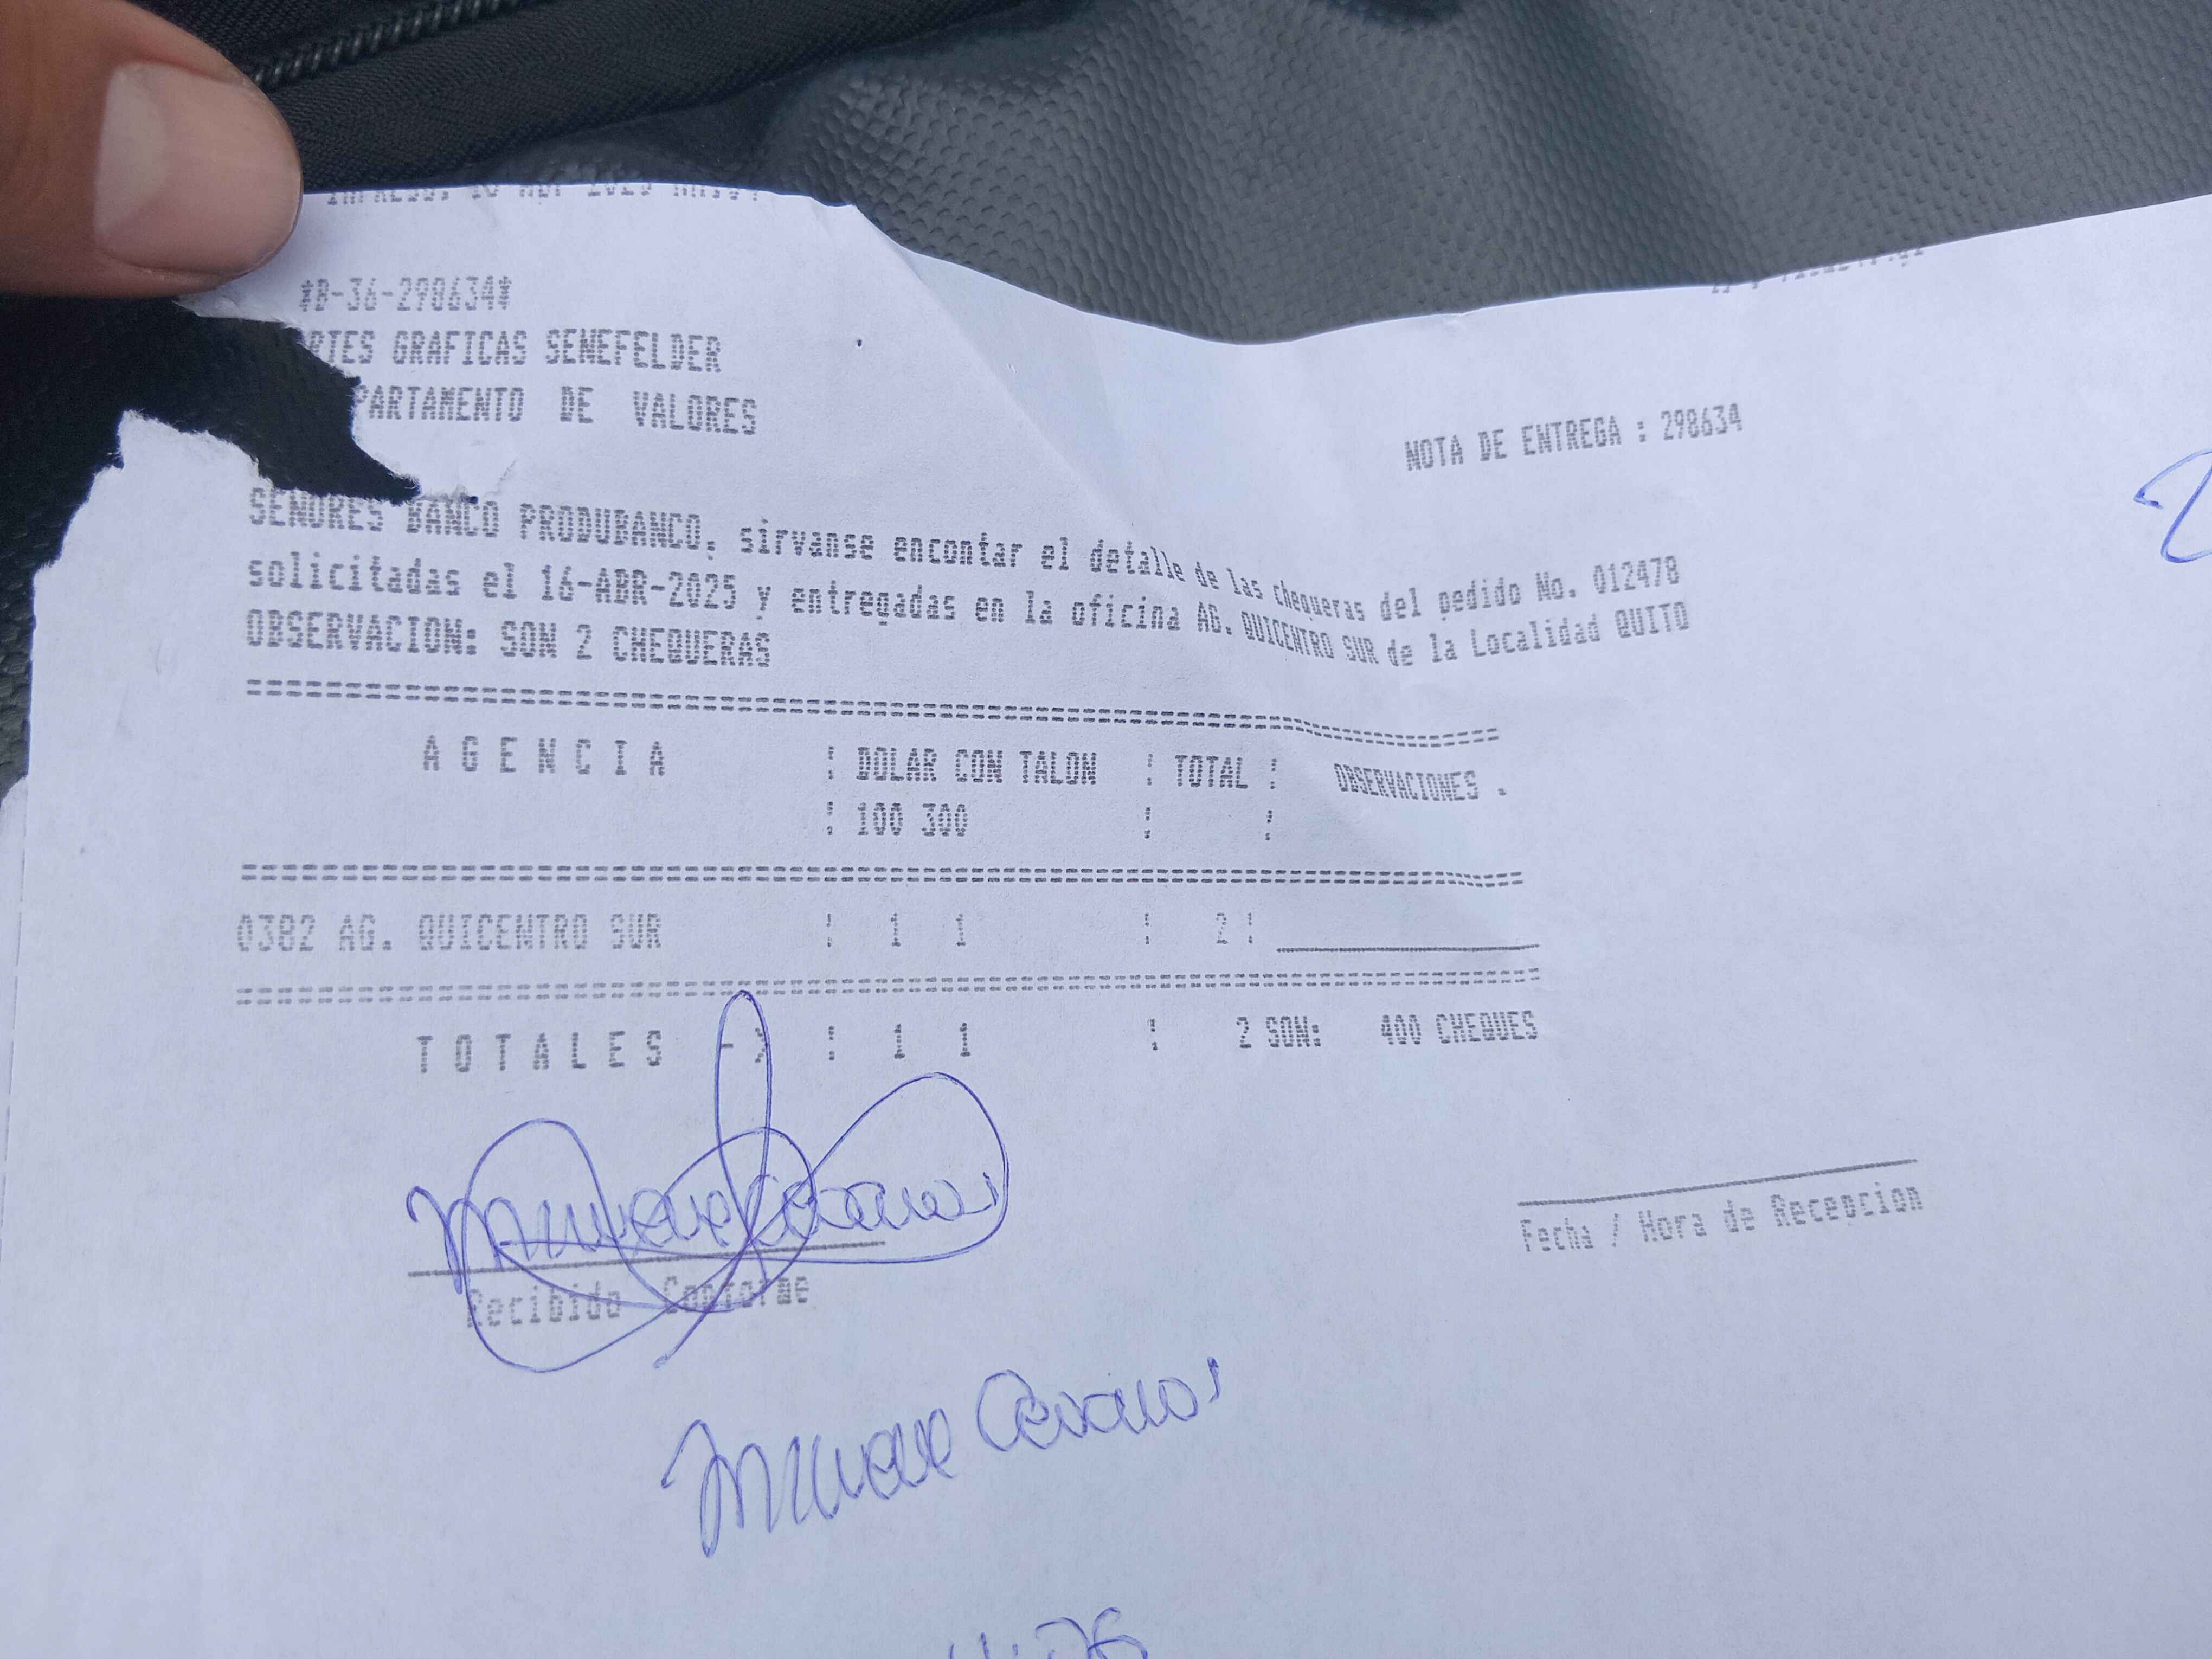 *8-36-298634*
RTES GRAFICAS SENEFELDER
PARTAMENTO DE VALORES
NOTA DE ENTREGA : 298634
SENORES BANCO PRODUBANCO, sirvanse encontar el detalle de las chequeras del pedido No. 012478
solicitadas el 16-ABR-2025 y entregadas en la oficina AG. QUICENTRO SUR de la Localidad QUITO
OBSERVACION: SON 2 CHEQUERAS
A G E N C I A : DOLAR CON TALON : TOTAL : OBSERVACIONES .
: 100 300 : :
0382 AG. QUICENTRO SUR : 1 1 : 2 :
T O T A L E S : : 1 1 : 2 SON: 400 CHEQUES
Recibido Conforme
Fecha / Hora de Recepcion